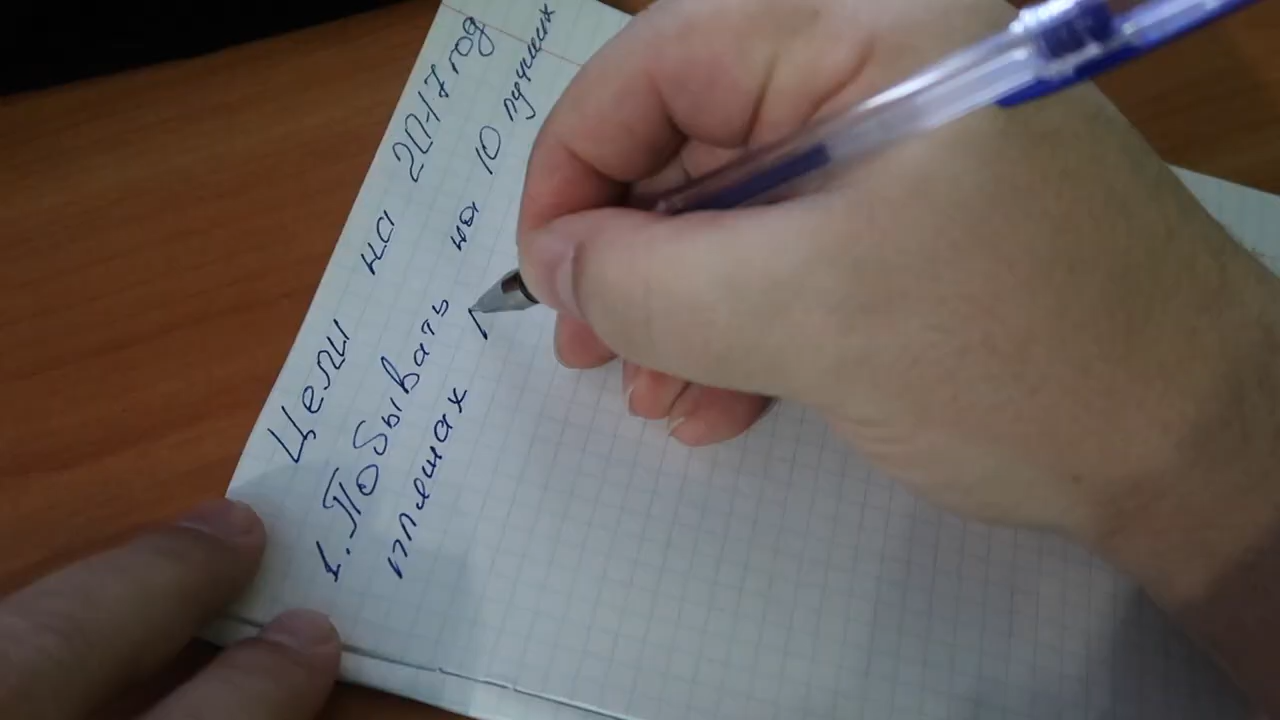 Цели на 2017 год
1. Побывать на 10 лучших
пляжах